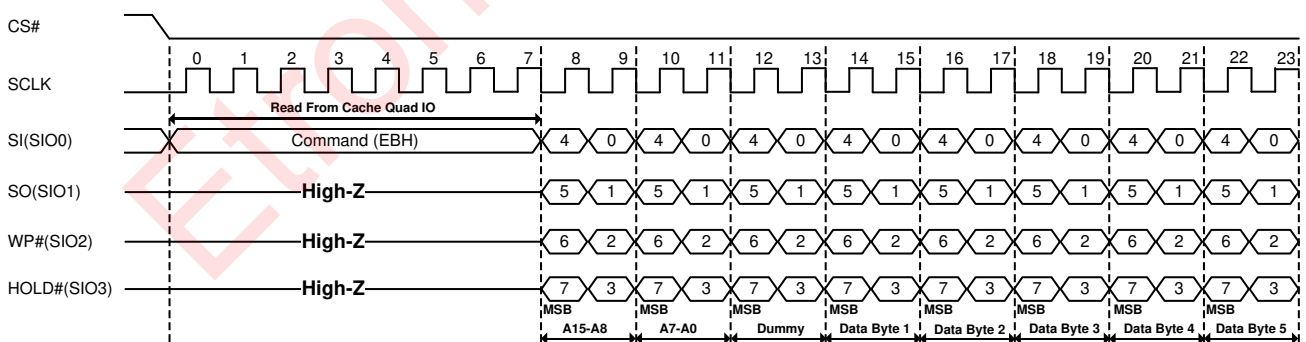 CS#
0 1 2 3 4 5 6 7 8 9 10 11 12 13 14 15 16 17 18 19 20 21 22 23
SCLK
Read From Cache Quad IO
SI(SIO0) Command (EBH) 4 0 4 0 4 0 4 0 4 0 4 0 4 0 4 0
SO(SIO1) High-Z 5 1 5 1 5 1 5 1 5 1 5 1 5 1 5 1
WP#(SIO2) High-Z 6 2 6 2 6 2 6 2 6 2 6 2 6 2 6 2
HOLD#(SIO3) High-Z 7 3 7 3 7 3 7 3 7 3 7 3 7 3 7 3
MSB MSB MSB MSB MSB MSB MSB MSB
A15-A8 A7-A0 Dummy Data Byte 1 Data Byte 2 Data Byte 3 Data Byte 4 Data Byte 5
Etron